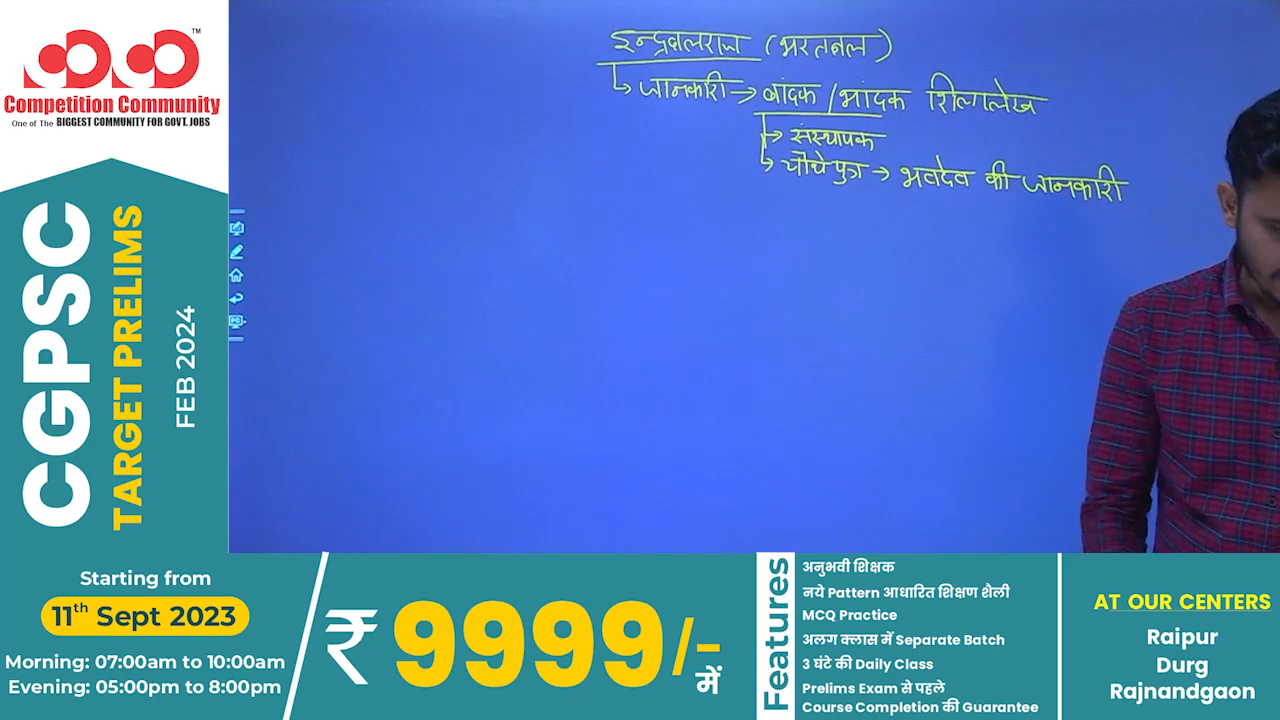 TM
Competition Community
One of The BIGGEST COMMUNITY FOR GOVT. JOBS
CGPSC
TARGET PRELIMS
FEB 2024
इन्द्रबलराज (भरतबल)
↳ जानकारी → बांदक / भांदक शिलालेख
→ संस्थापक
↳ चौथे पुत्र → भवदेव की जानकारी
Starting from
11th Sept 2023
Morning: 07:00am to 10:00am
Evening: 05:00pm to 8:00pm
₹ 9999/- में
Features
अनुभवी शिक्षक
नये Pattern आधारित शिक्षण शैली
MCQ Practice
अलग क्लास में Separate Batch
3 घंटे की Daily Class
Prelims Exam से पहले
Course Completion की Guarantee
AT OUR CENTERS
Raipur
Durg
Rajnandgaon